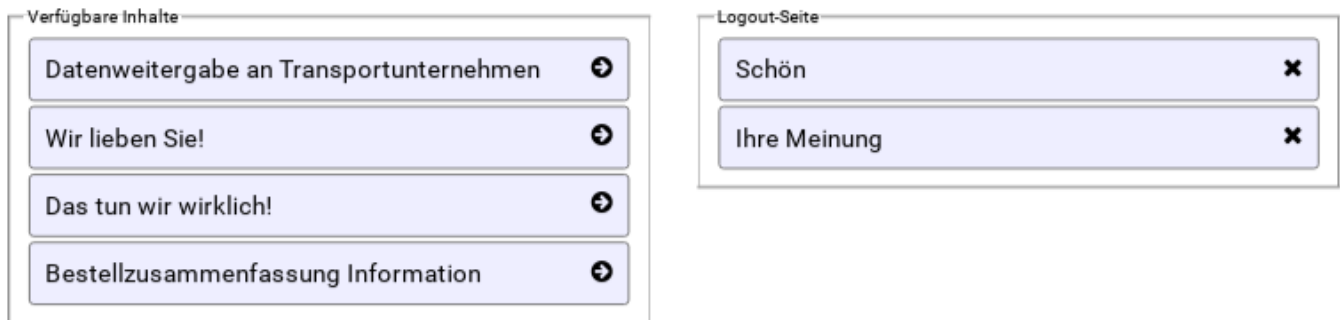 Verfügbare Inhalte
Datenweitergabe an Transportunternehmen
Wir lieben Sie!
Das tun wir wirklich!
Bestellzusammenfassung Information
Logout-Seite
Schön
Ihre Meinung